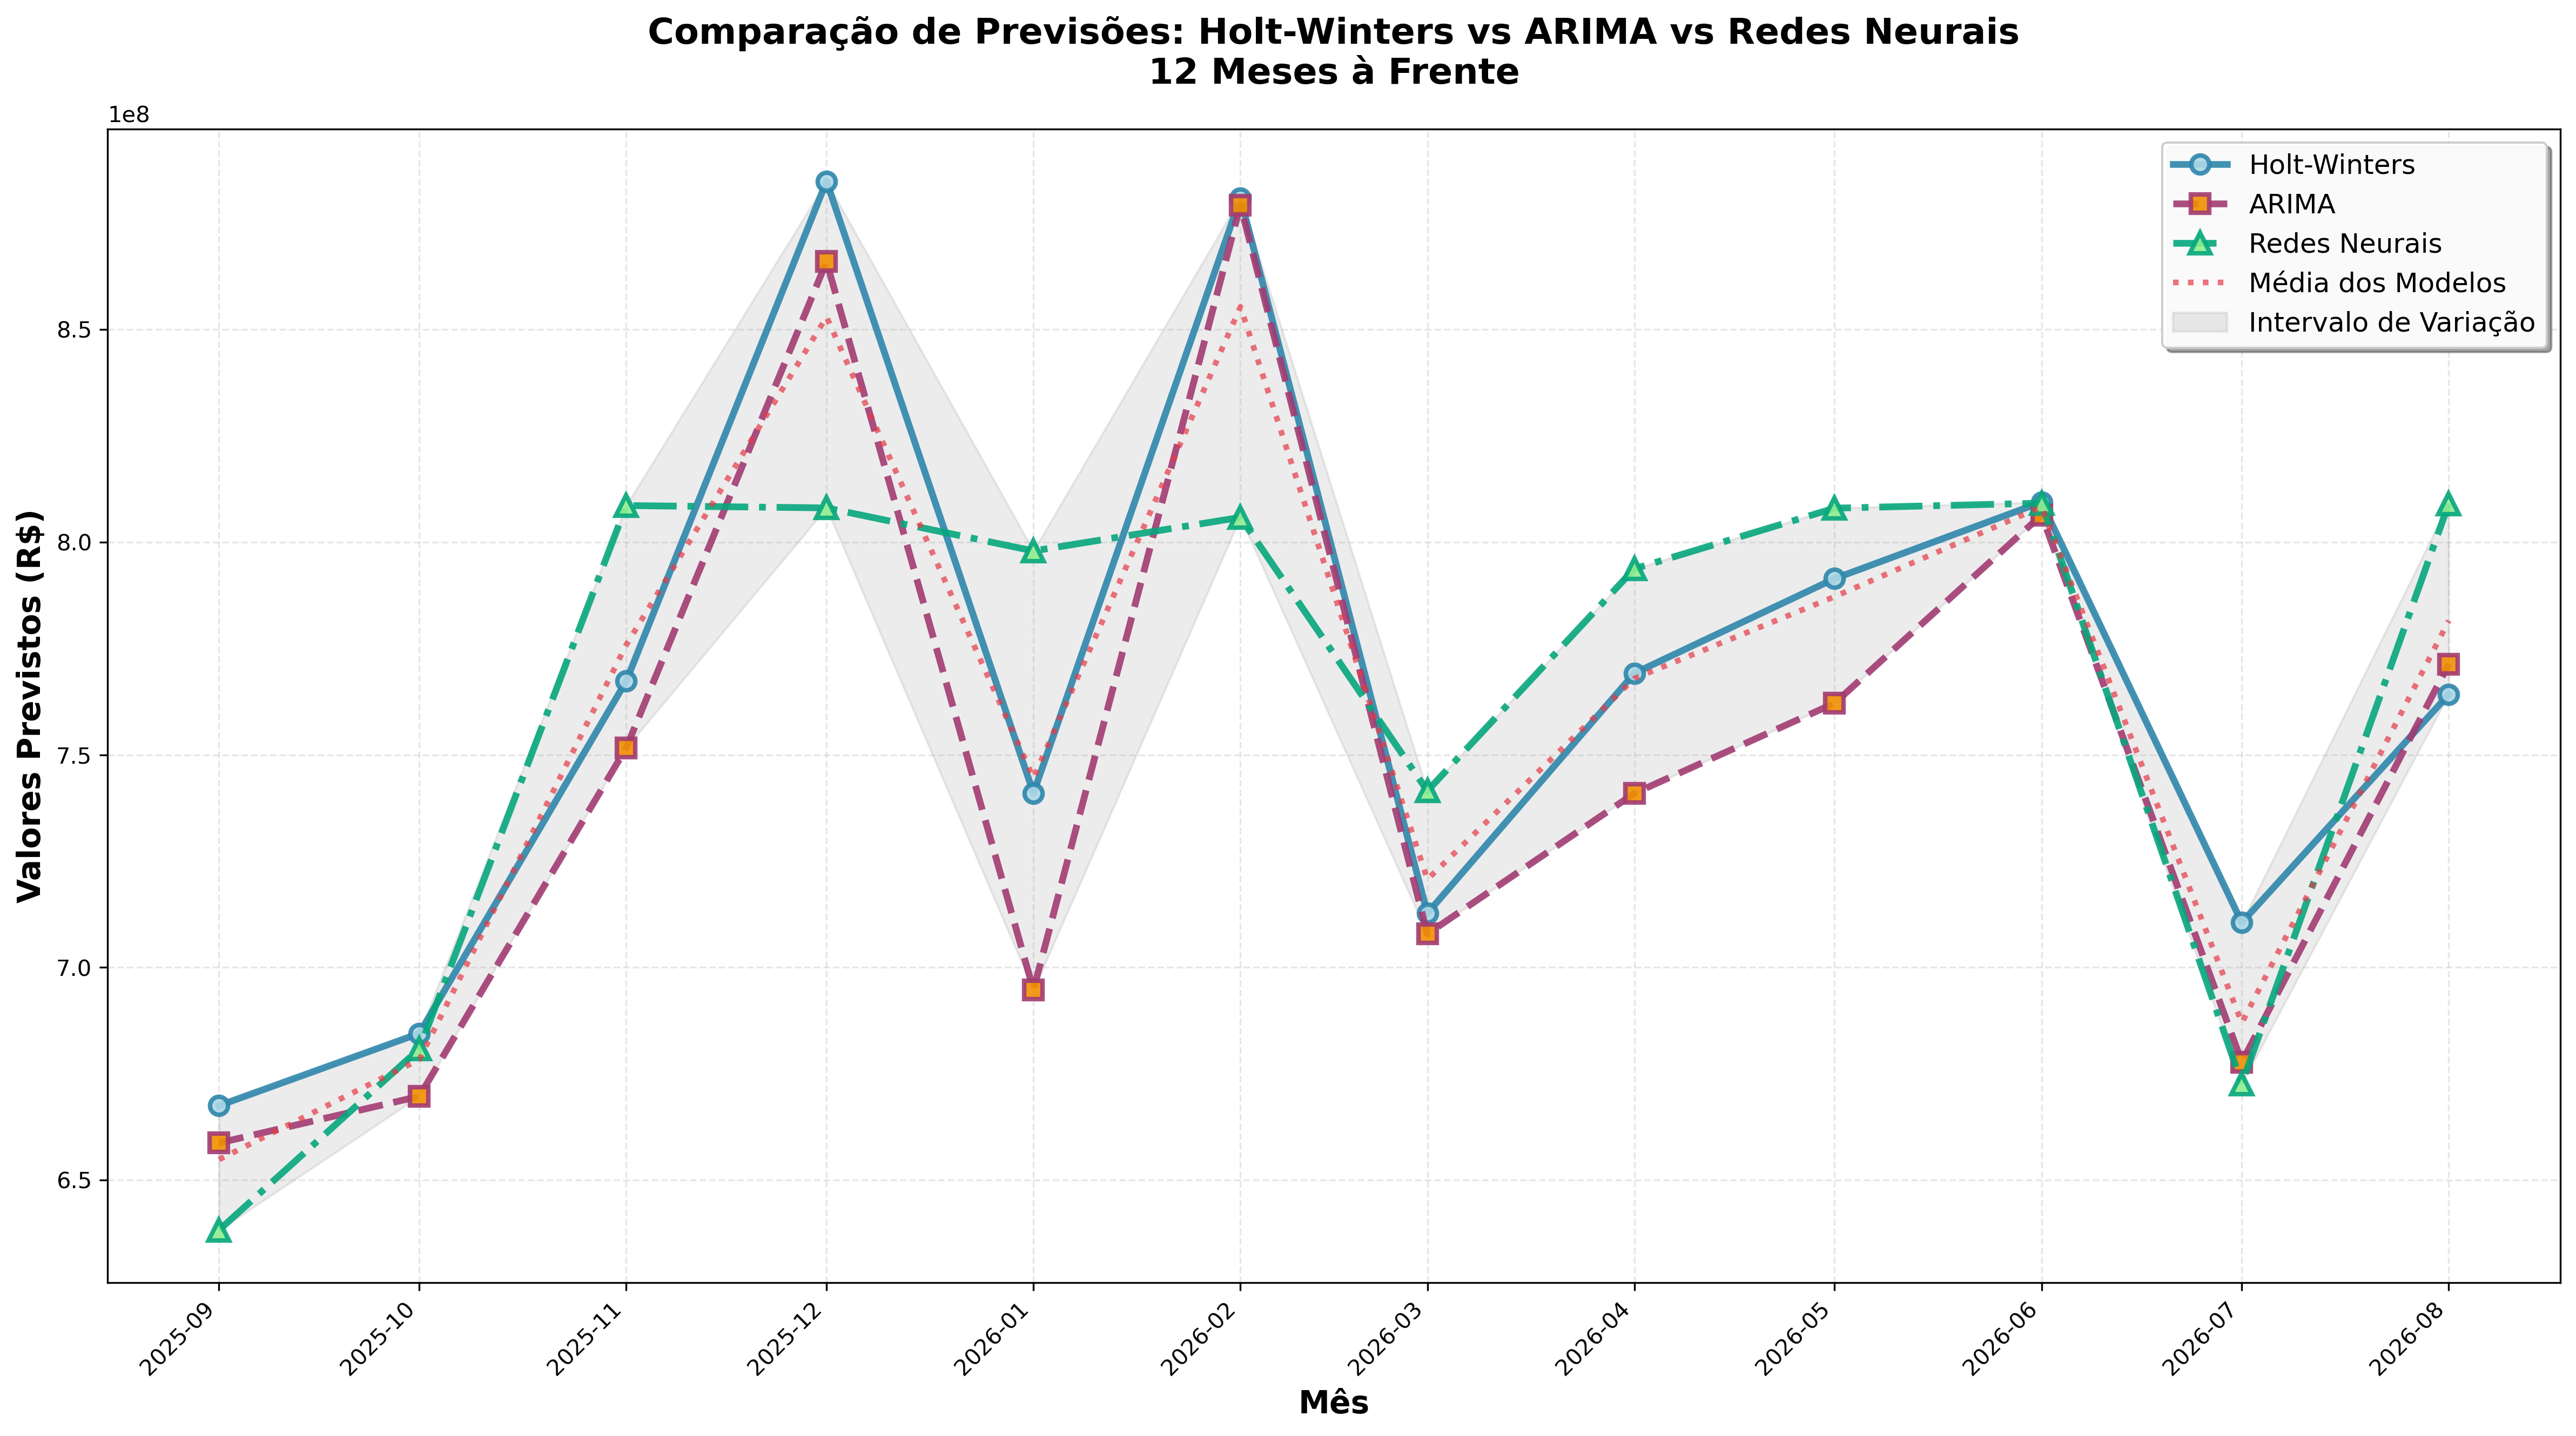 Comparação de Previsões: Holt-Winters vs ARIMA vs Redes Neurais
12 Meses à Frente
1e8
Holt-Winters
ARIMA
Redes Neurais
Média dos Modelos
Intervalo de Variação
Valores Previstos (R$)
8.5
8.0
7.5
7.0
6.5
2025-09
2025-10
2025-11
2025-12
2026-01
2026-02
2026-03
2026-04
2026-05
2026-06
2026-07
2026-08
Mês